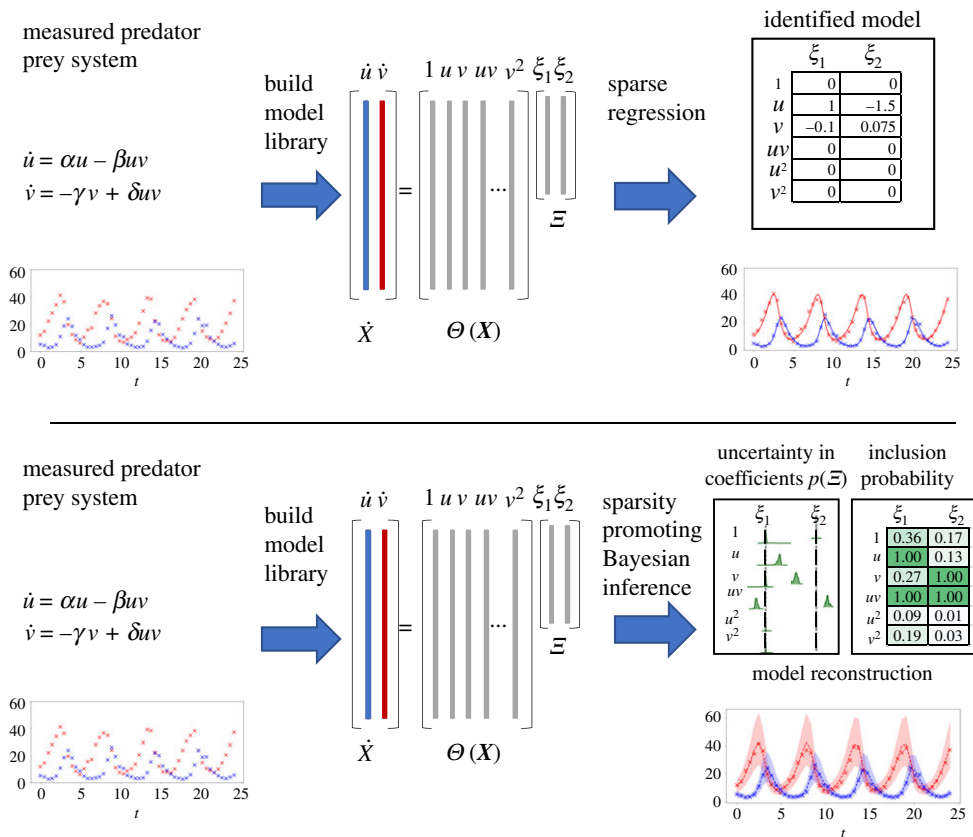 measured predator
prey system
u̇ = αu – βuv
v̇ = –γv + δuv
60
40
20
0
0 5 10 15 20 25
t
build
model
library
u̇ v̇
=
1 u v uv v²
...
ξ₁ξ₂
Ξ
Ẋ
Θ (X)
sparse
regression
identified model
ξ₁ ξ₂
1 0 0
u 1 –1.5
v –0.1 0.075
uv 0 0
u² 0 0
v² 0 0
60
40
20
0
0 5 10 15 20 25
t
measured predator
prey system
u̇ = αu – βuv
v̇ = –γv + δuv
60
40
20
0
0 5 10 15 20 25
t
build
model
library
u̇ v̇
=
1 u v uv v²
...
ξ₁ξ₂
Ξ
Ẋ
Θ (X)
sparsity
promoting
Bayesian
inference
uncertainty in
coefficients p(Ξ)
ξ₁ ξ₂
1
u
v
uv
u²
v²
inclusion
probability
ξ₁ ξ₂
1 0.36 0.17
u 1.00 0.13
v 0.27 1.00
uv 1.00 1.00
u² 0.09 0.01
v² 0.19 0.03
model reconstruction
60
40
20
0
0 5 10 15 20 25
t